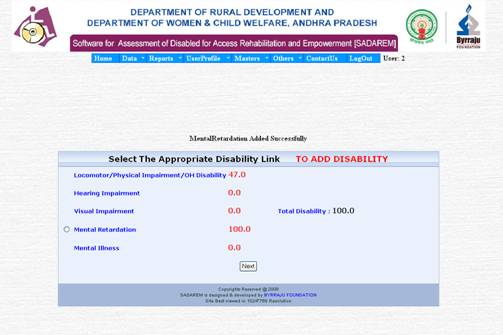 DEPARTMENT OF RURAL DEVELOPMENT AND
DEPARTMENT OF WOMEN & CHILD WELFARE, ANDHRA PRADESH
Software for Assessment of Disabled for Access Rehabilitation and Empowerment [SADAREM]
Byrraju
FOUNDATION
Home Data Reports UserProfile Masters Others ContactUs LogOut User: 2
MentalRetardation Added Successfully
Select The Appropriate Disability Link TO ADD DISABILITY
Locomotor/Physical Impairment/OH Disability 47.0
Hearing Impairment 0.0
Visual Impairment 0.0 Total Disability : 100.0
Mental Retardation 100.0
Mental Illness 0.0
Next
Copyrights Reserved @ 2008
SADAREM is designed & developed by BYRRAJU FOUNDATION
Site Best viewed in 1024*768 Resolution